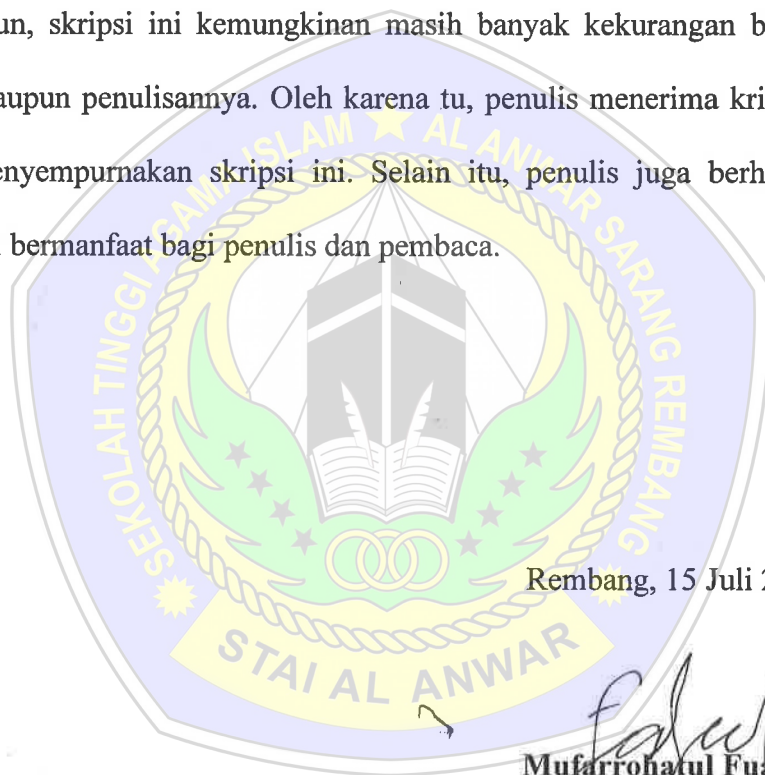 un, skripsi ini kemungkinan masih banyak kekurangan b
aupun penulisannya. Oleh karena tu, penulis menerima kri
enyempurnakan skripsi ini. Selain itu, penulis juga berh
bermanfaat bagi penulis dan pembaca.
SEKOLAH TINGGI AGAMA ISLAM AL ANWAR SARANG REMBANG
Rembang, 15 Juli 2
STAI AL ANWAR
Mufarrohatul Fua